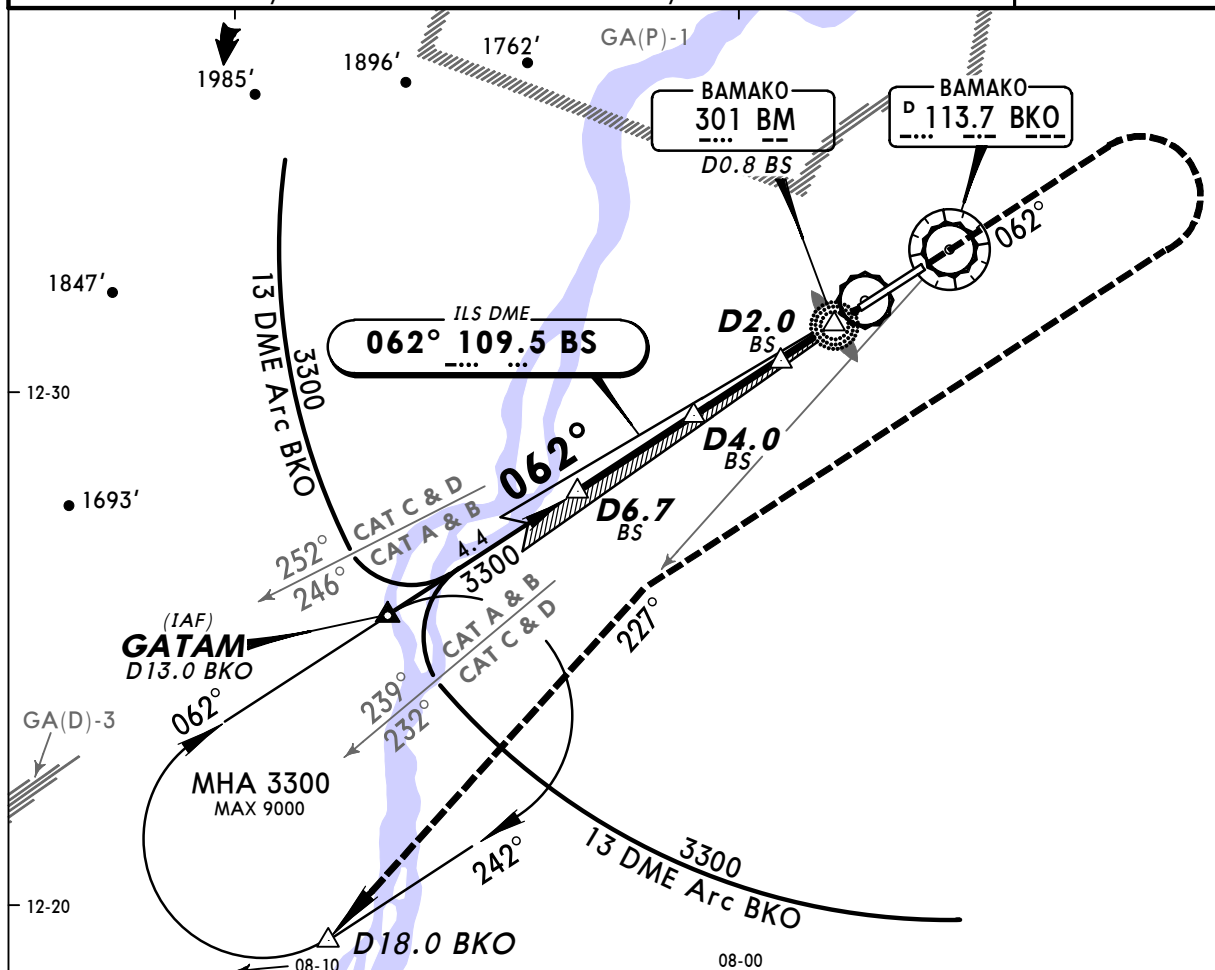 GA(P)-1
1985'
1896'
1762'
BAMAKO
301 BM
D0.8 BS
BAMAKO
D 113.7 BKO
062°
1847'
13 DME Arc BKO
3300
ILS DME
062° 109.5 BS
D2.0
BS
12-30
D4.0
BS
062°
D6.7
BS
1693'
CAT C & D
252°
CAT A & B
246°
4.4
3300
(IAF)
GATAM
D13.0 BKO
CAT A & B
239°
CAT C & D
232°
227°
062°
GA(D)-3
MHA 3300
MAX 9000
242°
3300
13 DME Arc BKO
12-20
D18.0 BKO
08-10
08-00